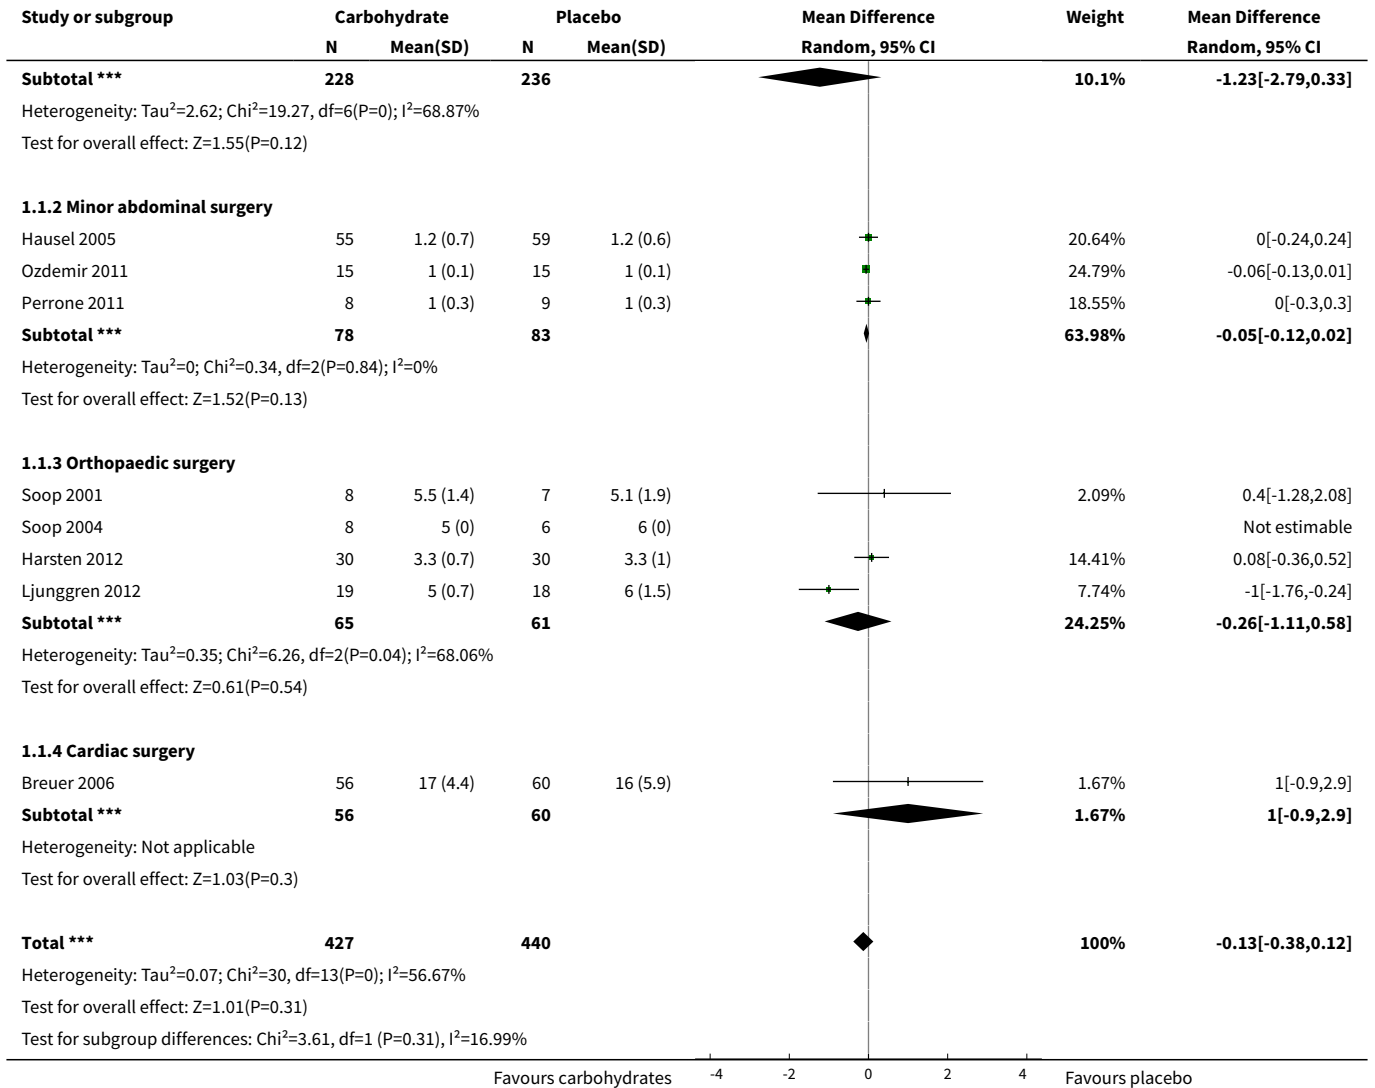 Study or subgroup Carbohydrate Placebo Mean Difference Weight Mean Difference
N Mean(SD) N Mean(SD) Random, 95% CI Random, 95% CI
Subtotal *** 228 236 10.1% -1.23[-2.79,0.33]
Heterogeneity: Tau²=2.62; Chi²=19.27, df=6(P=0); I²=68.87%
Test for overall effect: Z=1.55(P=0.12)
1.1.2 Minor abdominal surgery
Hausel 2005 55 1.2 (0.7) 59 1.2 (0.6) 20.64% 0[-0.24,0.24]
Ozdemir 2011 15 1 (0.1) 15 1 (0.1) 24.79% -0.06[-0.13,0.01]
Perrone 2011 8 1 (0.3) 9 1 (0.3) 18.55% 0[-0.3,0.3]
Subtotal *** 78 83 63.98% -0.05[-0.12,0.02]
Heterogeneity: Tau²=0; Chi²=0.34, df=2(P=0.84); I²=0%
Test for overall effect: Z=1.52(P=0.13)
1.1.3 Orthopaedic surgery
Soop 2001 8 5.5 (1.4) 7 5.1 (1.9) 2.09% 0.4[-1.28,2.08]
Soop 2004 8 5 (0) 6 6 (0) Not estimable
Harsten 2012 30 3.3 (0.7) 30 3.3 (1) 14.41% 0.08[-0.36,0.52]
Ljunggren 2012 19 5 (0.7) 18 6 (1.5) 7.74% -1[-1.76,-0.24]
Subtotal *** 65 61 24.25% -0.26[-1.11,0.58]
Heterogeneity: Tau²=0.35; Chi²=6.26, df=2(P=0.04); I²=68.06%
Test for overall effect: Z=0.61(P=0.54)
1.1.4 Cardiac surgery
Breuer 2006 56 17 (4.4) 60 16 (5.9) 1.67% 1[-0.9,2.9]
Subtotal *** 56 60 1.67% 1[-0.9,2.9]
Heterogeneity: Not applicable
Test for overall effect: Z=1.03(P=0.3)
Total *** 427 440 100% -0.13[-0.38,0.12]
Heterogeneity: Tau²=0.07; Chi²=30, df=13(P=0); I²=56.67%
Test for overall effect: Z=1.01(P=0.31)
Test for subgroup differences: Chi²=3.61, df=1 (P=0.31), I²=16.99%
Favours carbohydrates -4 -2 0 2 4 Favours placebo